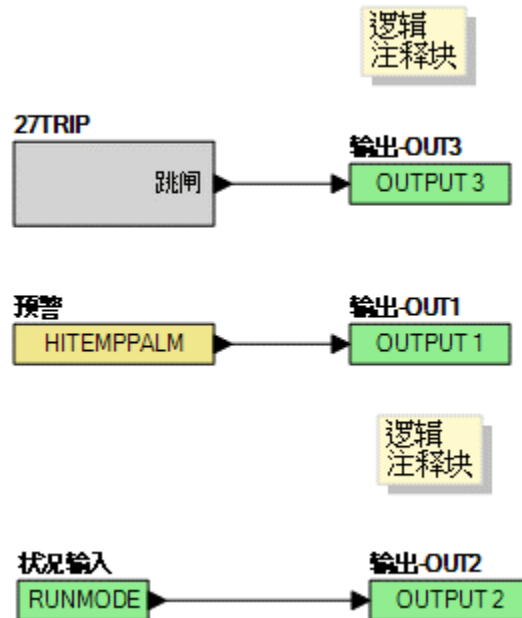 逻辑
注释块
27TRIP
跳闸
输出-OUT3
OUTPUT 3
预警
HITEMPPALM
输出-OUT1
OUTPUT 1
逻辑
注释块
状况输入
RUNMODE
输出-OUT2
OUTPUT 2